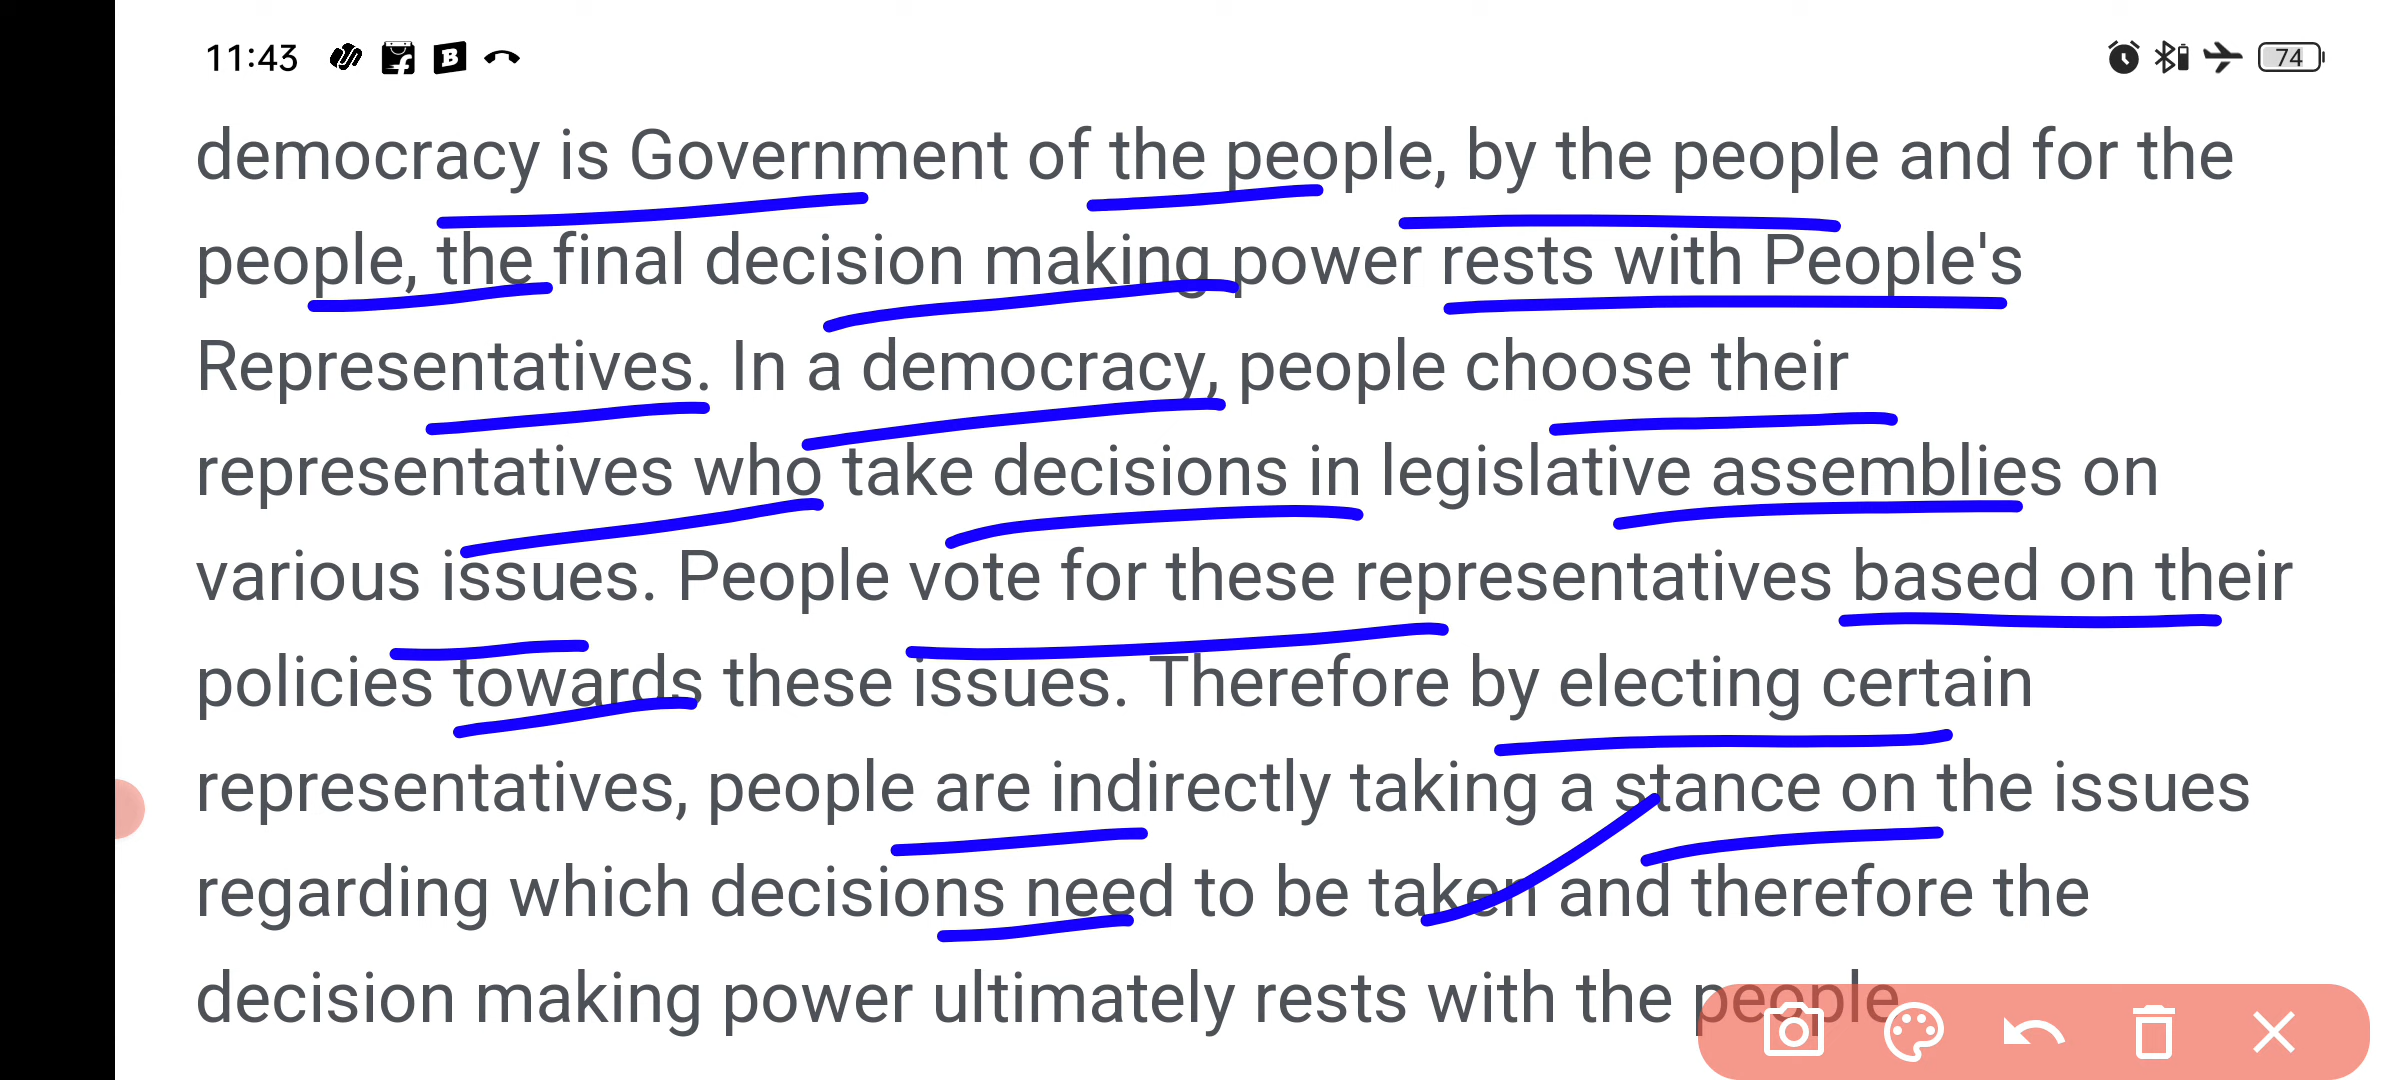 11:43 74
democracy is Government of the people, by the people and for the
people, the final decision making power rests with People's
Representatives. In a democracy, people choose their
representatives who take decisions in legislative assemblies on
various issues. People vote for these representatives based on their
policies towards these issues. Therefore by electing certain
representatives, people are indirectly taking a stance on the issues
regarding which decisions need to be taken and therefore the
decision making power ultimately rests with the people